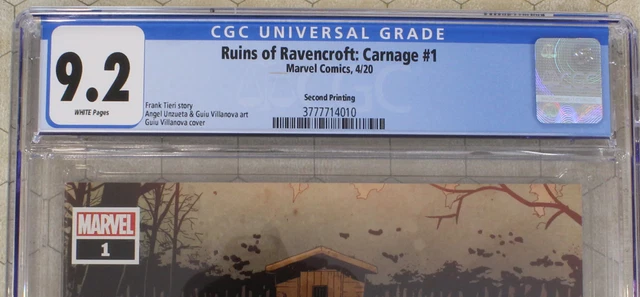 CGC UNIVERSAL GRADE
9.2
WHITE Pages
Ruins of Ravencroft: Carnage #1
Marvel Comics, 4/20
Second Printing
Frank Tieri story
Angel Unzueta & Guiu Villanova art
Guiu Villanova cover
3777714010
MARVEL
1